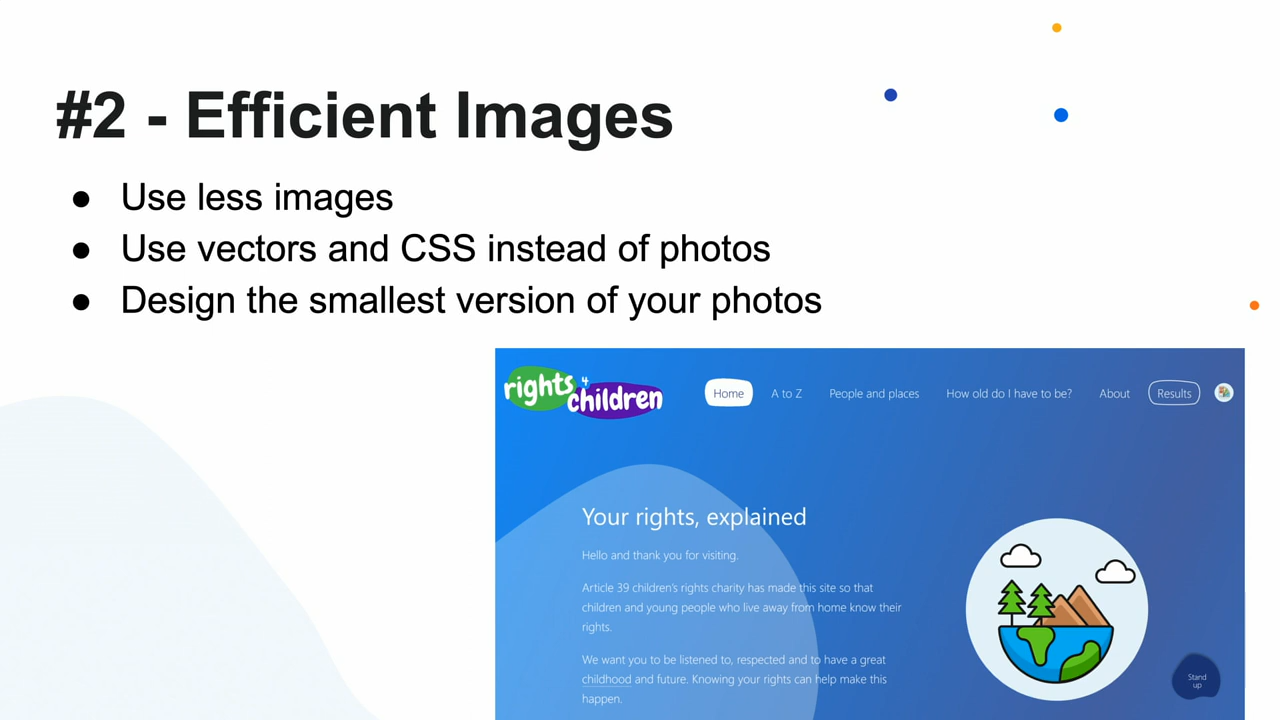 #2 - Efficient Images
● Use less images
● Use vectors and CSS instead of photos
● Design the smallest version of your photos
rights 4 children
Home A to Z People and places How old do I have to be? About Results
Your rights, explained
Hello and thank you for visiting.
Article 39 children's rights charity has made this site so that
children and young people who live away from home know their
rights.
We want you to be listened to, respected and to have a great
childhood and future. Knowing your rights can help make this
happen.
Stand
up